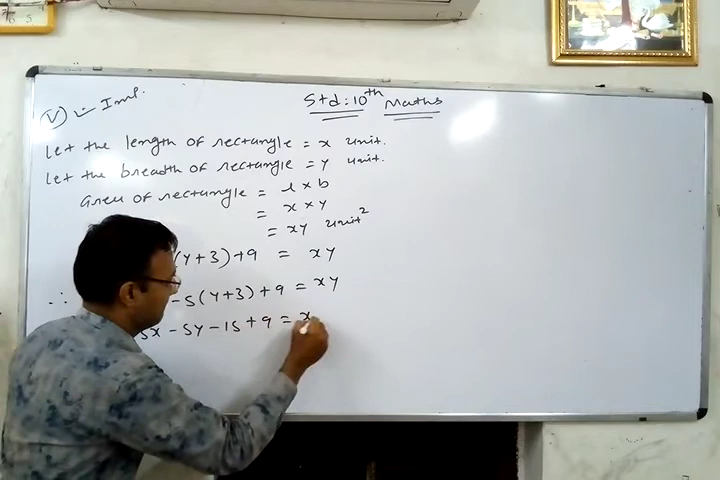 Std : 10th Maths
(V) Imp.
Let the length of rectangle = x unit.
Let the breadth of rectangle = y unit.
area of rectangle = l × b
= x × y
= xy unit²
(y+3)+9 = xy
∴ -5(y+3)+9 = xy
3x - 5y - 15 + 9 = x